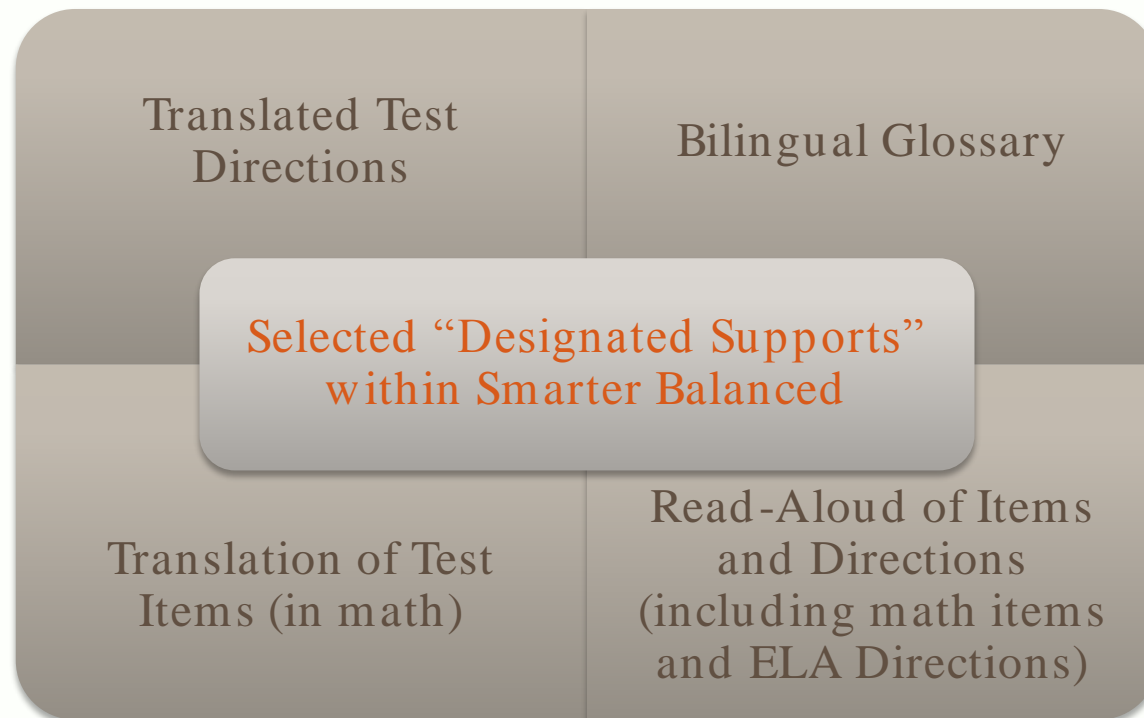 Translated Test
Directions
Bilingual Glossary
Selected “Designated Supports”
within Smarter Balanced
Translation of Test
Items (in math)
Read-Aloud of Items
and Directions
(including math items
and ELA Directions)